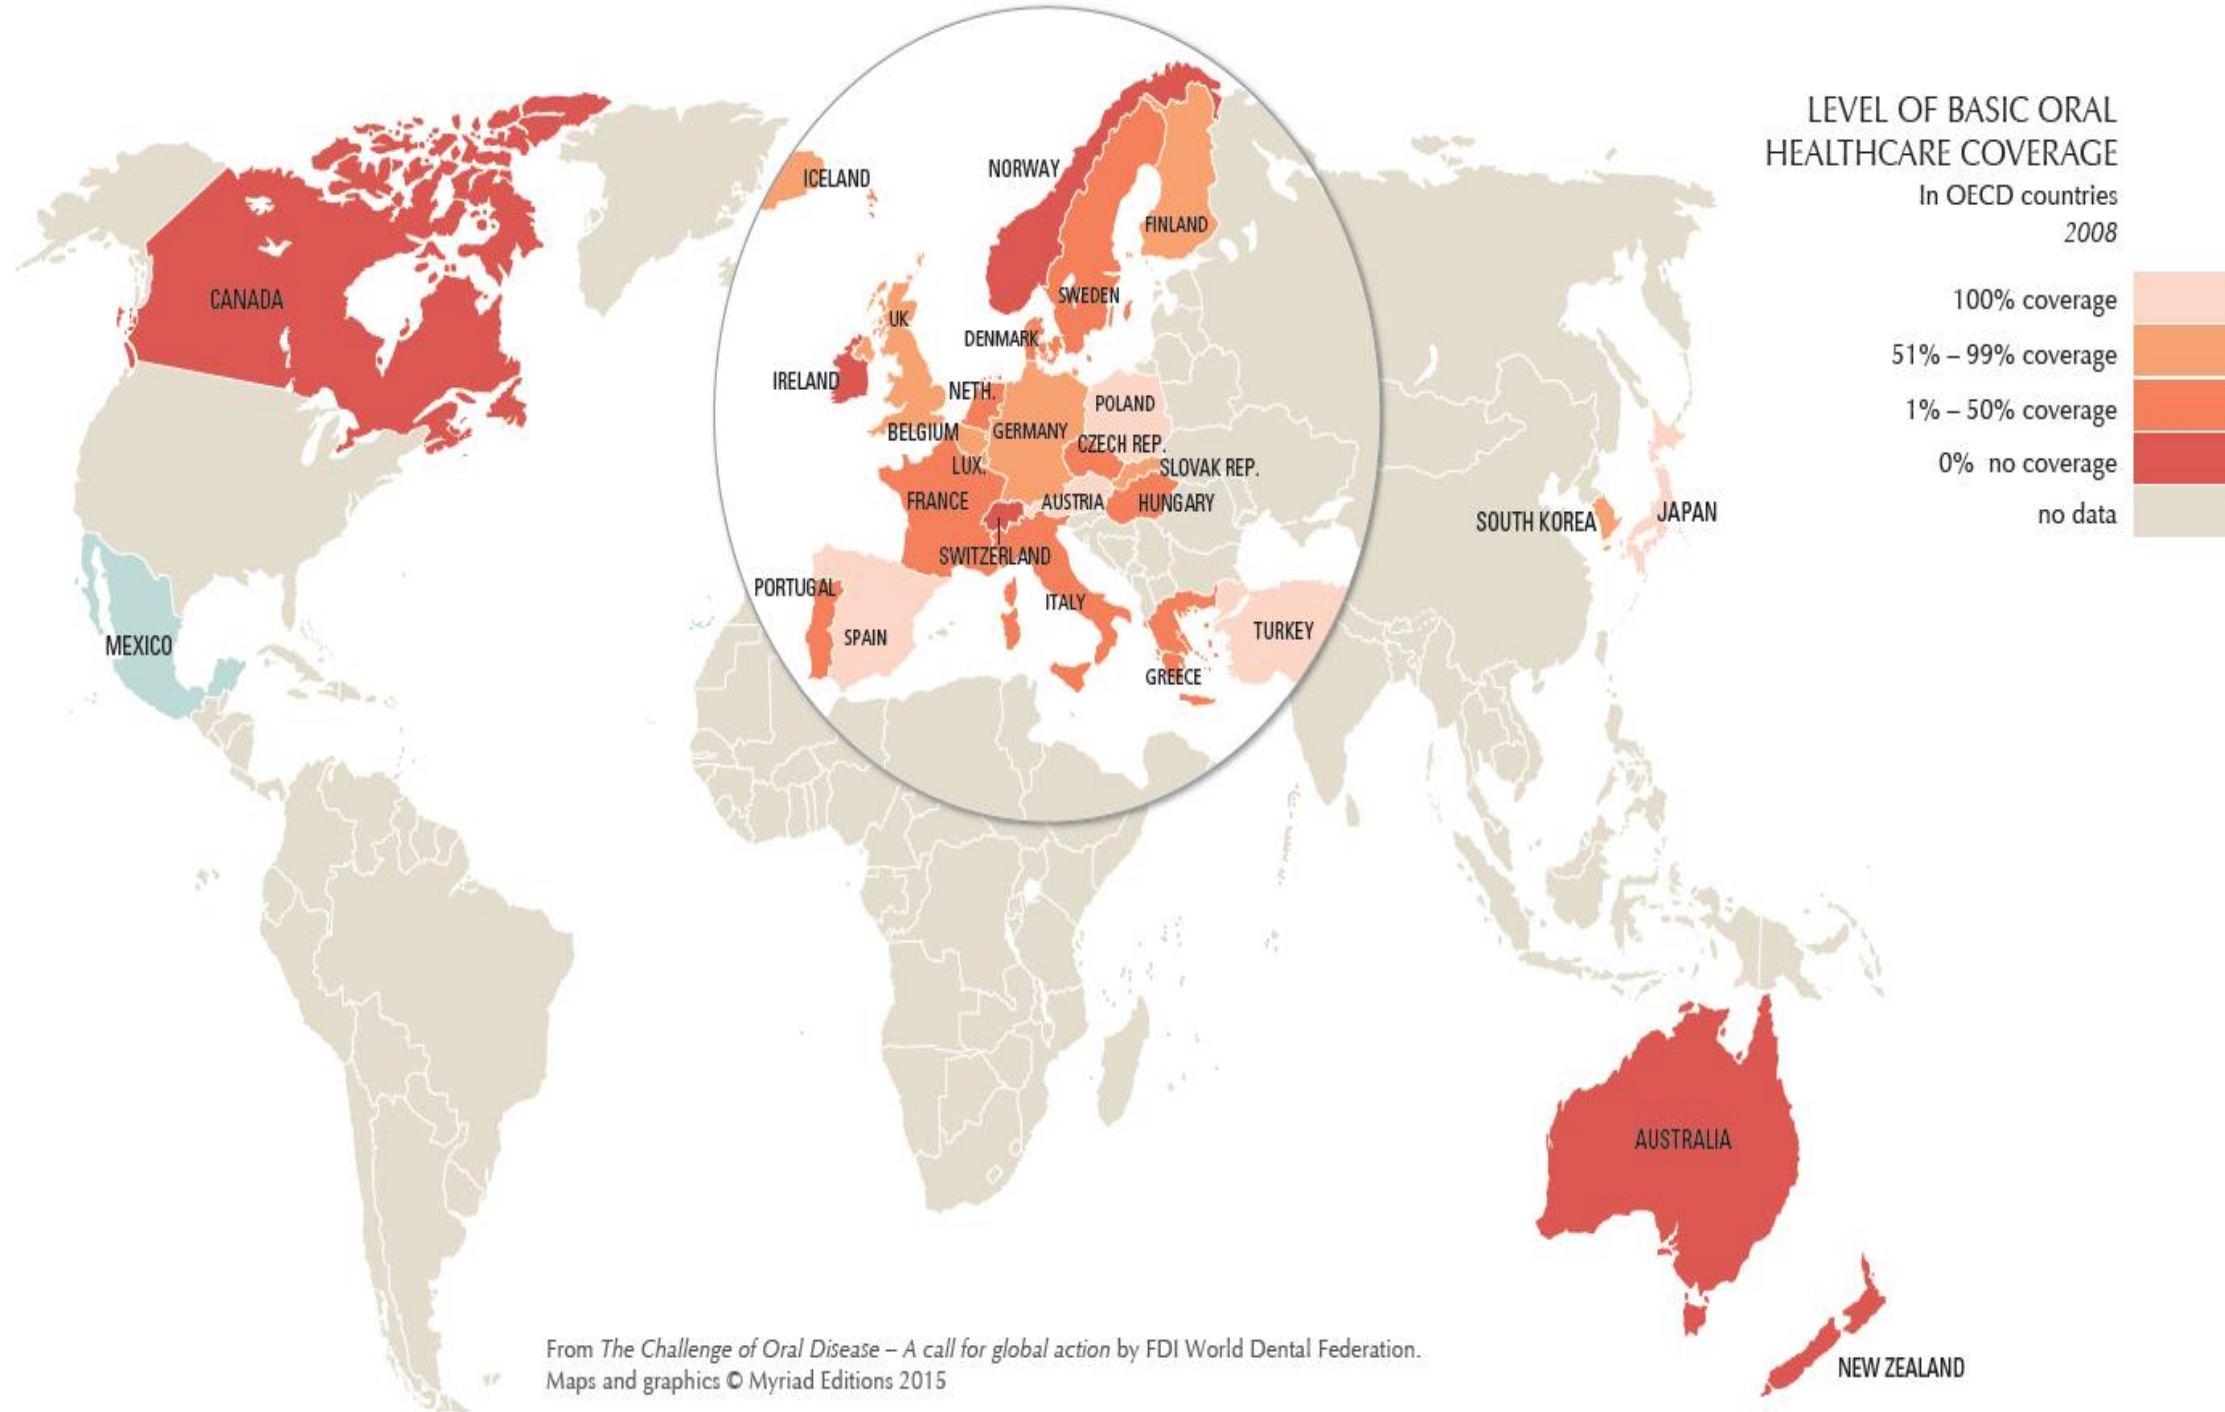 LEVEL OF BASIC ORAL
HEALTHCARE COVERAGE
In OECD countries
2008
100% coverage
51% – 99% coverage
1% – 50% coverage
0% no coverage
no data
ICELAND
NORWAY
FINLAND
CANADA
SWEDEN
UK
DENMARK
IRELAND
NETH.
POLAND
BELGIUM
GERMANY
CZECH REP.
LUX.
SLOVAK REP.
FRANCE
AUSTRIA
HUNGARY
SWITZERLAND
SOUTH KOREA
JAPAN
PORTUGAL
ITALY
SPAIN
TURKEY
MEXICO
GREECE
AUSTRALIA
NEW ZEALAND
From The Challenge of Oral Disease – A call for global action by FDI World Dental Federation.
Maps and graphics © Myriad Editions 2015